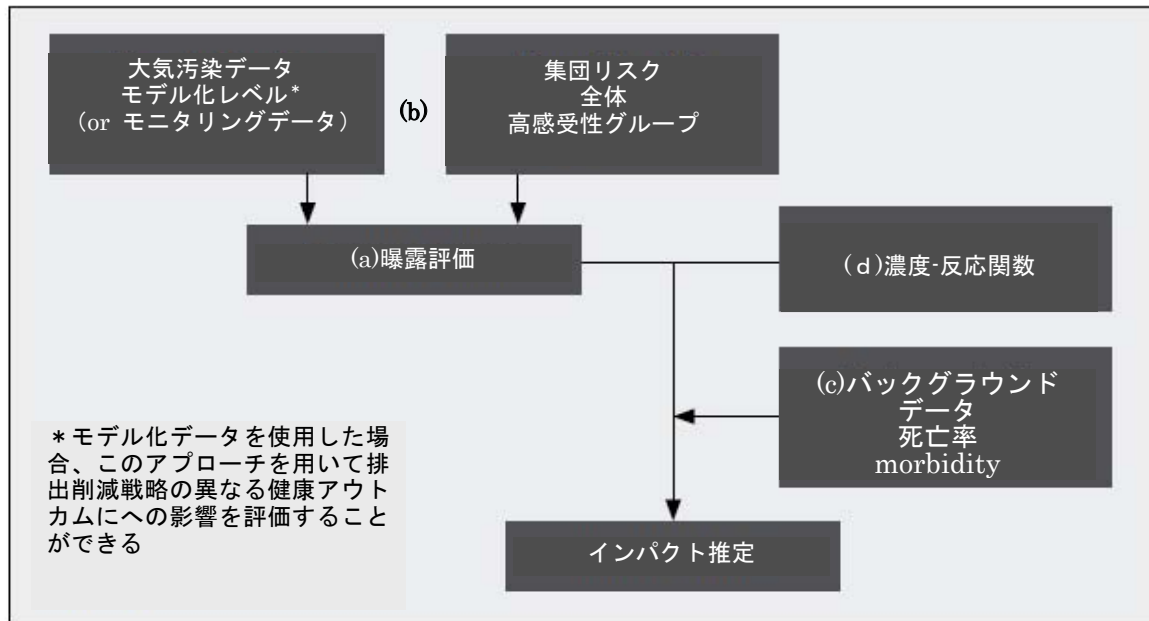 大気汚染データ
モデル化レベル*
（or モニタリングデータ）
(b)
集団リスク
全体
高感受性グループ
(a)曝露評価
（ｄ）濃度-反応関数
(c)バックグラウンド
データ
死亡率
morbidity
＊モデル化データを使用した場
合、このアプローチを用いて排
出削減戦略の異なる健康アウト
カムにへの影響を評価すること
ができる
インパクト推定